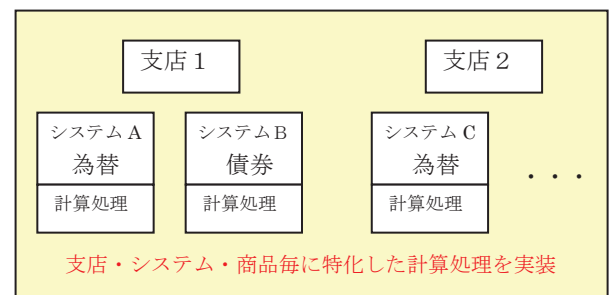 支店１ 支店２
システム A システム B システム C
為替 債券 為替 ・・・
計算処理 計算処理 計算処理
支店・システム・商品毎に特化した計算処理を実装